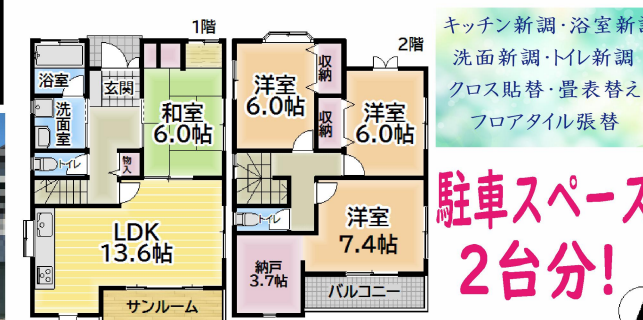 1階
浴室
玄関
洗面室
和室
6.0帖
トイレ
物入
LDK
13.6帖
サンルーム
2階
洋室
6.0帖
収納
収納
洋室
6.0帖
洋室
7.4帖
納戸
3.7帖
バルコニー
キッチン新調・浴室新調
洗面新調・トイレ新調
クロス貼替・畳表替え
フロアタイル張替
駐車スペース
2台分!